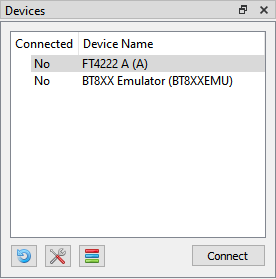 Devices
Connected Device Name
No FT4222 A (A)
No BT8XX Emulator (BT8XXEMU)
Connect